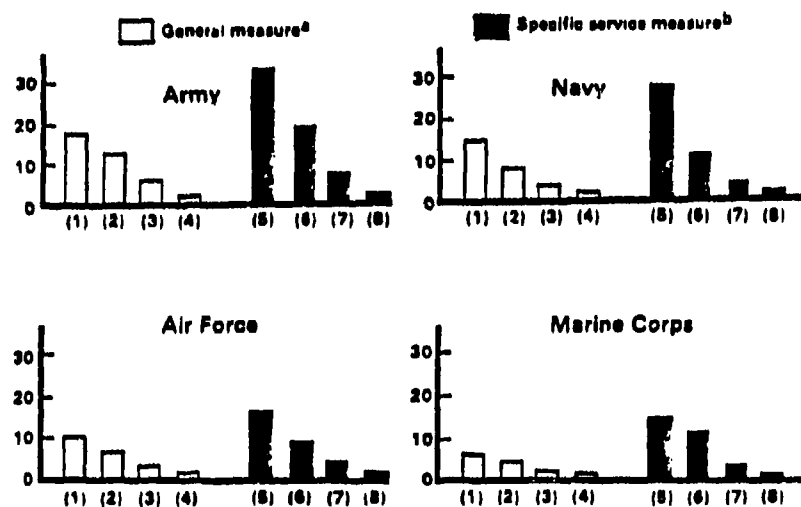 General measureª
Specific service measureᵇ
Army
30
20
10
0
(1) (2) (3) (4) (5) (6) (7) (8)
Navy
30
20
10
0
(1) (2) (3) (4) (5) (6) (7) (8)
Air Force
30
20
10
0
(1) (2) (3) (4) (5) (6) (7) (8)
Marine Corps
30
20
10
0
(1) (2) (3) (4) (5) (6) (7) (8)